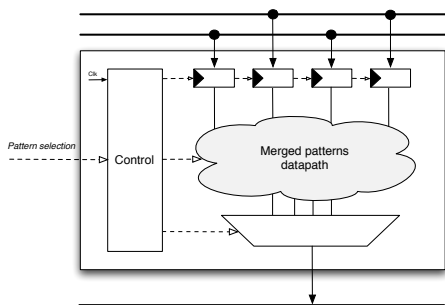 Clk
Pattern selection
Control
Merged patterns
datapath